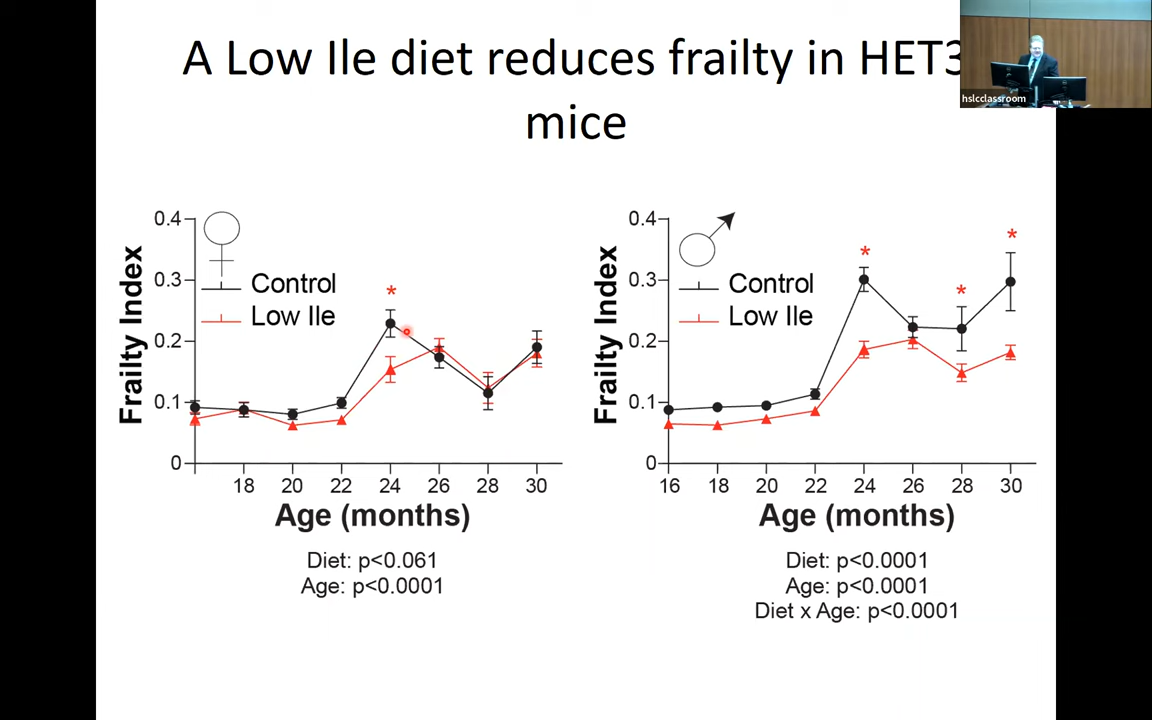 A Low Ile diet reduces frailty in HET3
mice
hslcclassroom
0.4
0.3
0.2
0.1
0
Frailty Index
Control
Low Ile
*
18 20 22 24 26 28 30
Age (months)
Diet: p<0.061
Age: p<0.0001
0.4
0.3
0.2
0.1
0
Frailty Index
Control
Low Ile
*
*
*
16 18 20 22 24 26 28 30
Age (months)
Diet: p<0.0001
Age: p<0.0001
Diet x Age: p<0.0001